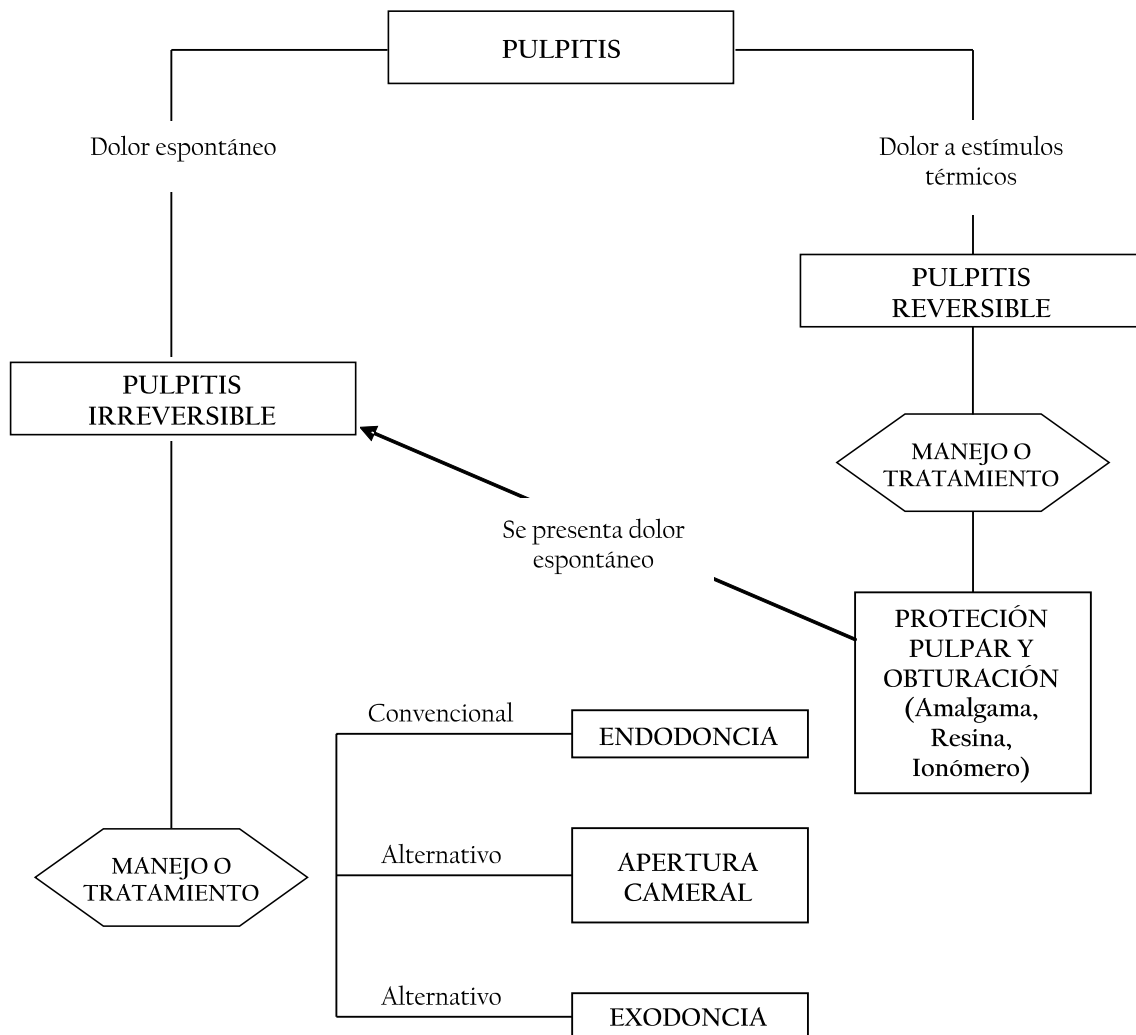 PULPITIS
Dolor espontáneo
Dolor a estímulos
térmicos
PULPITIS
REVERSIBLE
PULPITIS
IRREVERSIBLE
MANEJO O
TRATAMIENTO
Se presenta dolor
espontáneo
PROTECIÓN
PULPAR Y
OBTURACIÓN
(Amalgama,
Resina,
Ionómero)
Convencional
ENDODONCIA
Alternativo
APERTURA
CAMERAL
MANEJO O
TRATAMIENTO
Alternativo
EXODONCIA